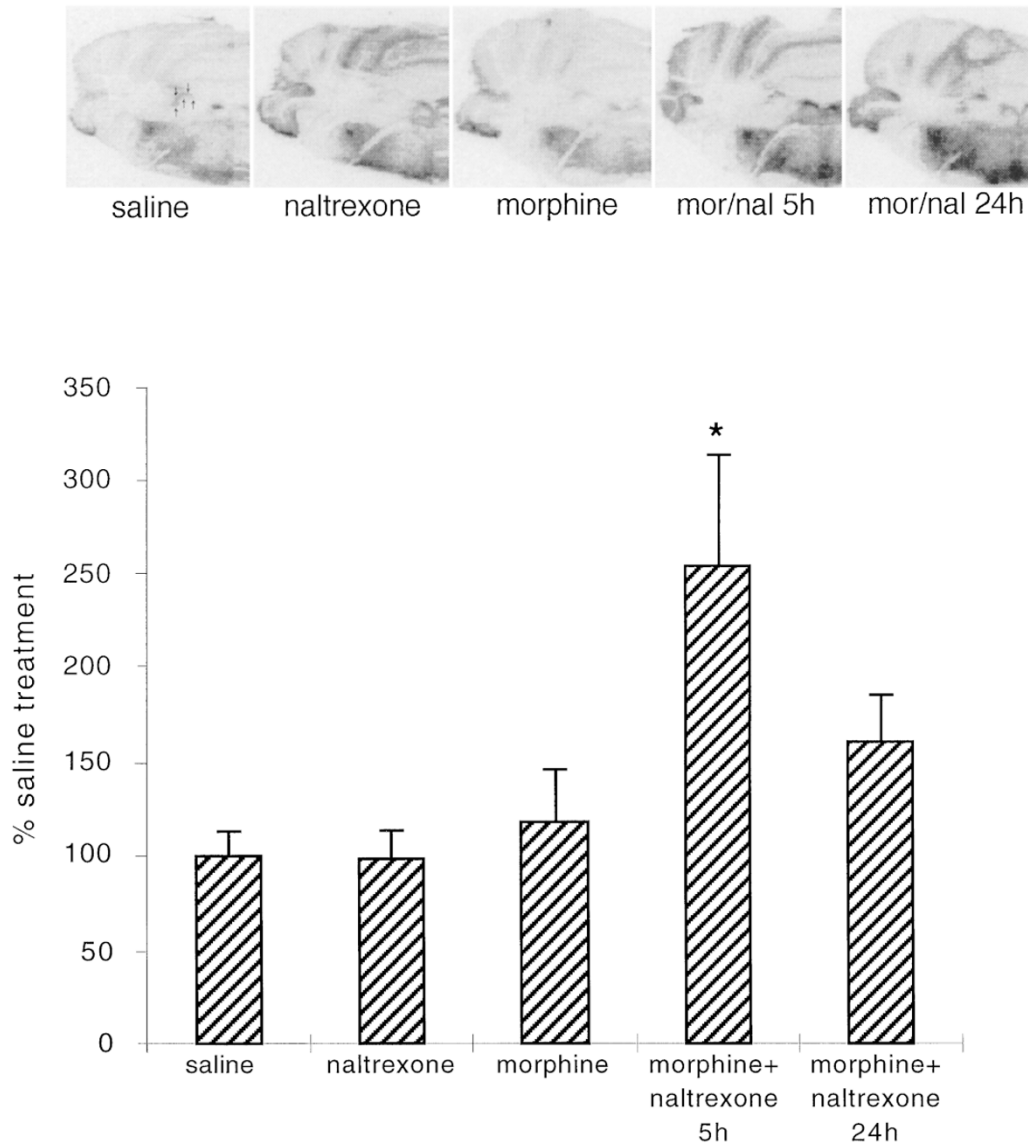 saline naltrexone morphine mor/nal 5h mor/nal 24h
350
300
250
200
150
100
50
0
% saline treatment
*
saline naltrexone morphine morphine+ morphine+
naltrexone naltrexone
5h 24h